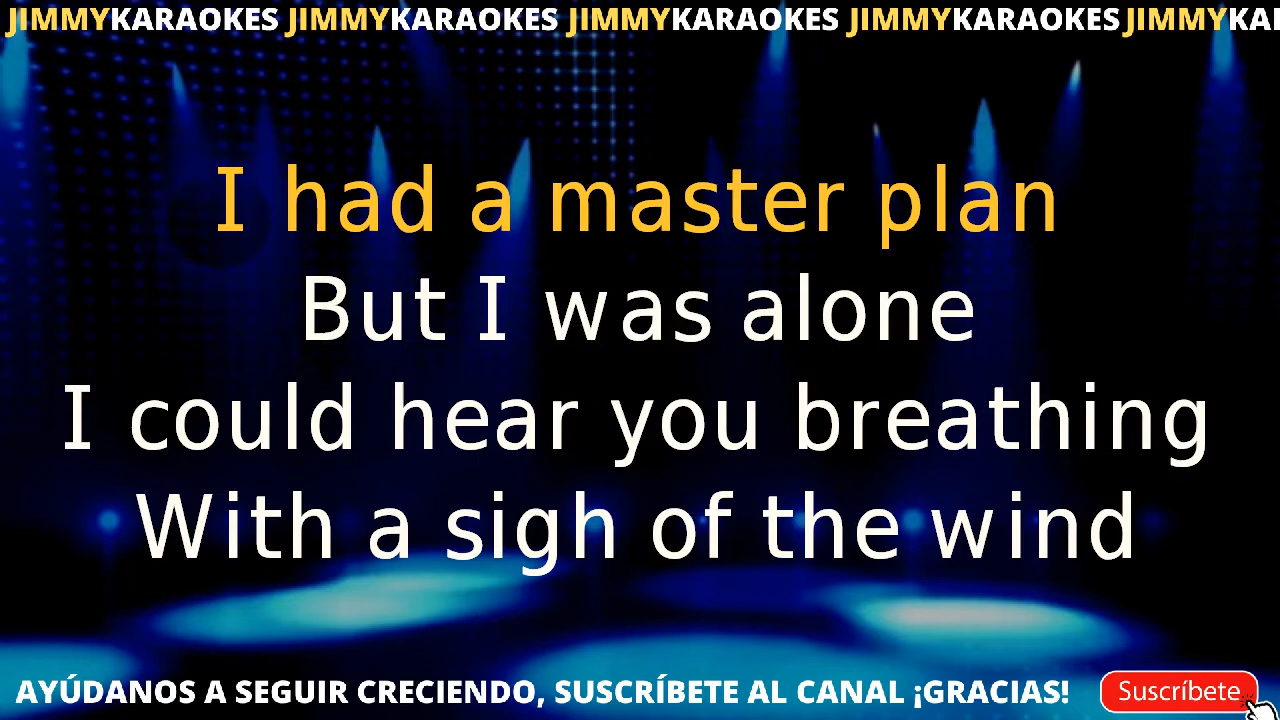 JIMMYKARAOKES JIMMYKARAOKES JIMMYKARAOKES JIMMYKARAOKES JIMMYKAI
I had a master plan
But I was alone
I could hear you breathing
With a sigh of the wind
AYÚDANOS A SEGUIR CRECIENDO, SUSCRÍBETE AL CANAL ¡GRACIAS! Suscríbete